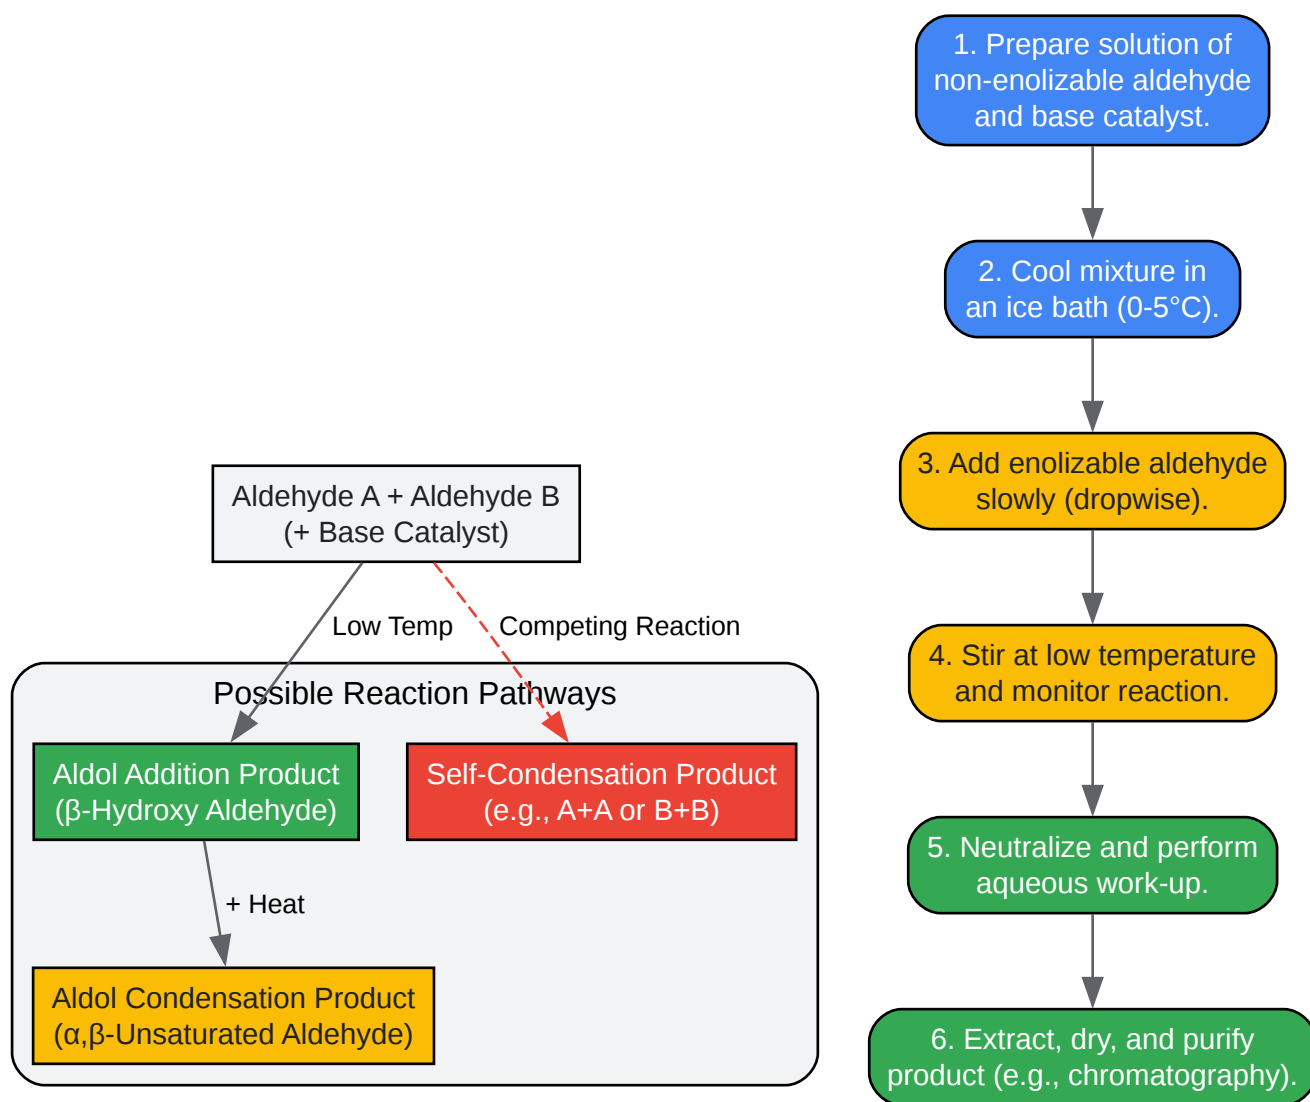 Aldehyde A + Aldehyde B
(+ Base Catalyst)
Low Temp
Competing Reaction
Possible Reaction Pathways
Aldol Addition Product
(β-Hydroxy Aldehyde)
Self-Condensation Product
(e.g., A+A or B+B)
+ Heat
Aldol Condensation Product
(α,β-Unsaturated Aldehyde)
1. Prepare solution of
non-enolizable aldehyde
and base catalyst.
2. Cool mixture in
an ice bath (0-5°C).
3. Add enolizable aldehyde
slowly (dropwise).
4. Stir at low temperature
and monitor reaction.
5. Neutralize and perform
aqueous work-up.
6. Extract, dry, and purify
product (e.g., chromatography).